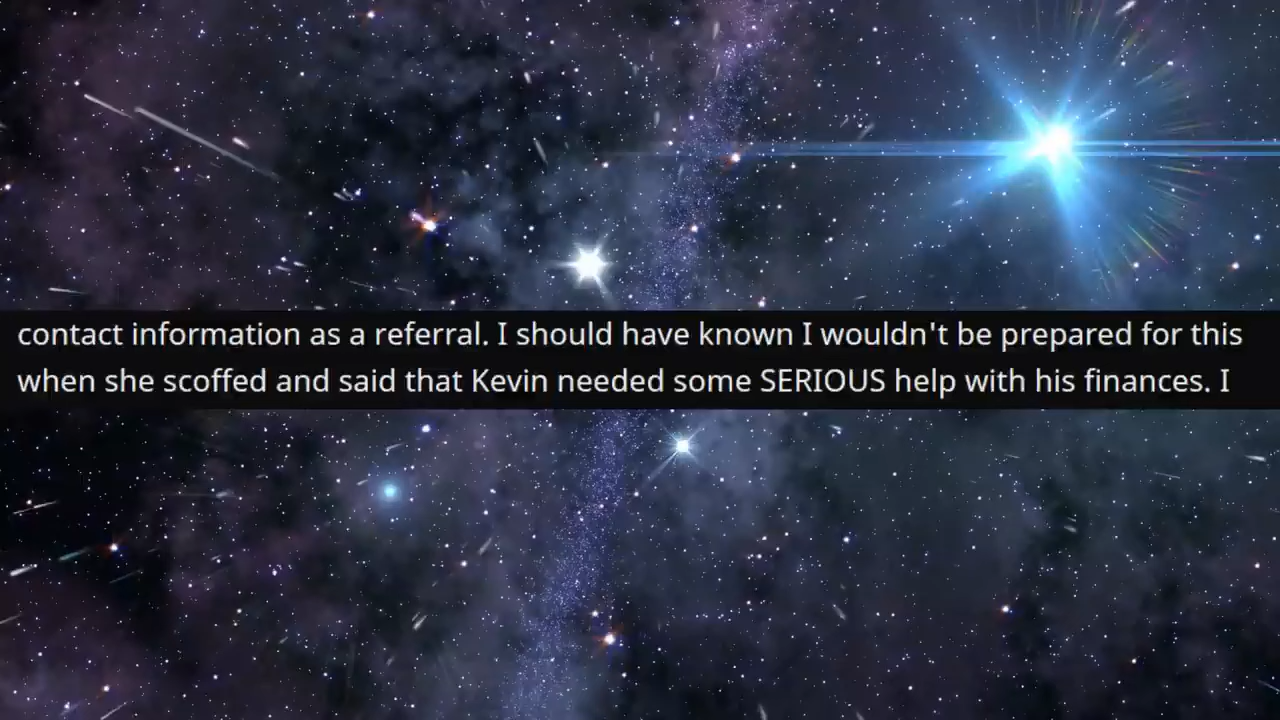 contact information as a referral. I should have known I wouldn't be prepared for this
when she scoffed and said that Kevin needed some SERIOUS help with his finances. I